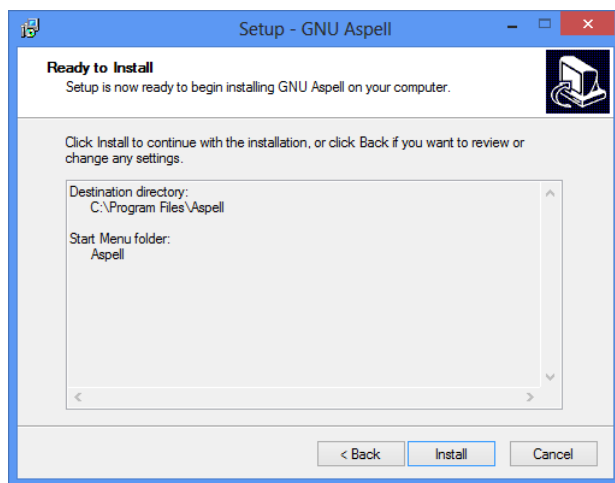 Setup - GNU Aspell
Ready to Install
Setup is now ready to begin installing GNU Aspell on your computer.
Click Install to continue with the installation, or click Back if you want to review or
change any settings.
Destination directory:
C:\Program Files\Aspell
Start Menu folder:
Aspell
< Back
Install
Cancel